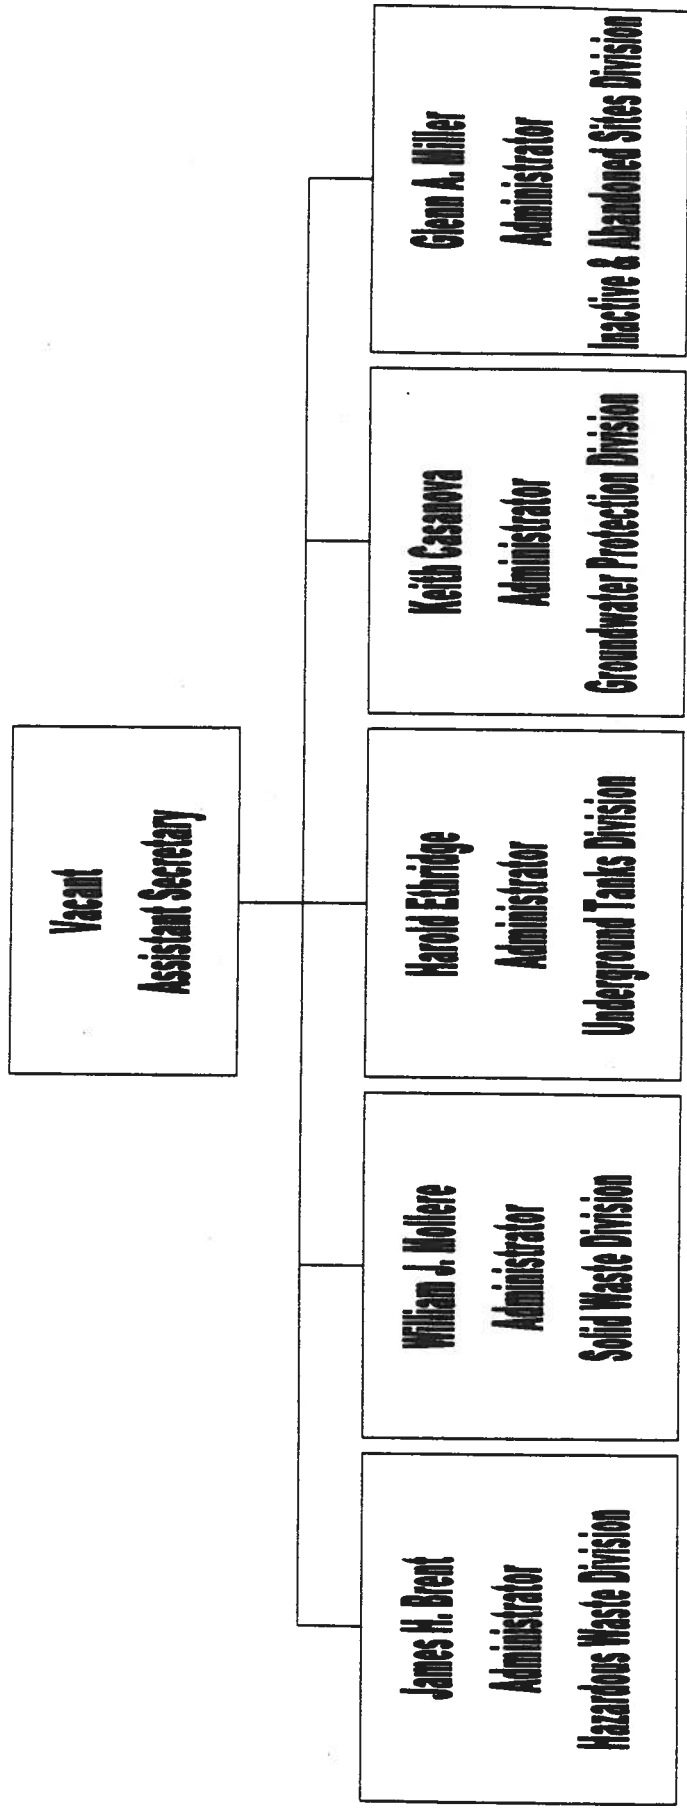 Vacant
Assistant Secretary
James H. Brent
Administrator
Hazardous Waste Division
William J. Mollere
Administrator
Solid Waste Division
Harold Ethridge
Administrator
Underground Tanks Division
Keith Casanova
Administrator
Groundwater Protection Division
Glenn A. Miller
Administrator
Inactive & Abandoned Sites Division